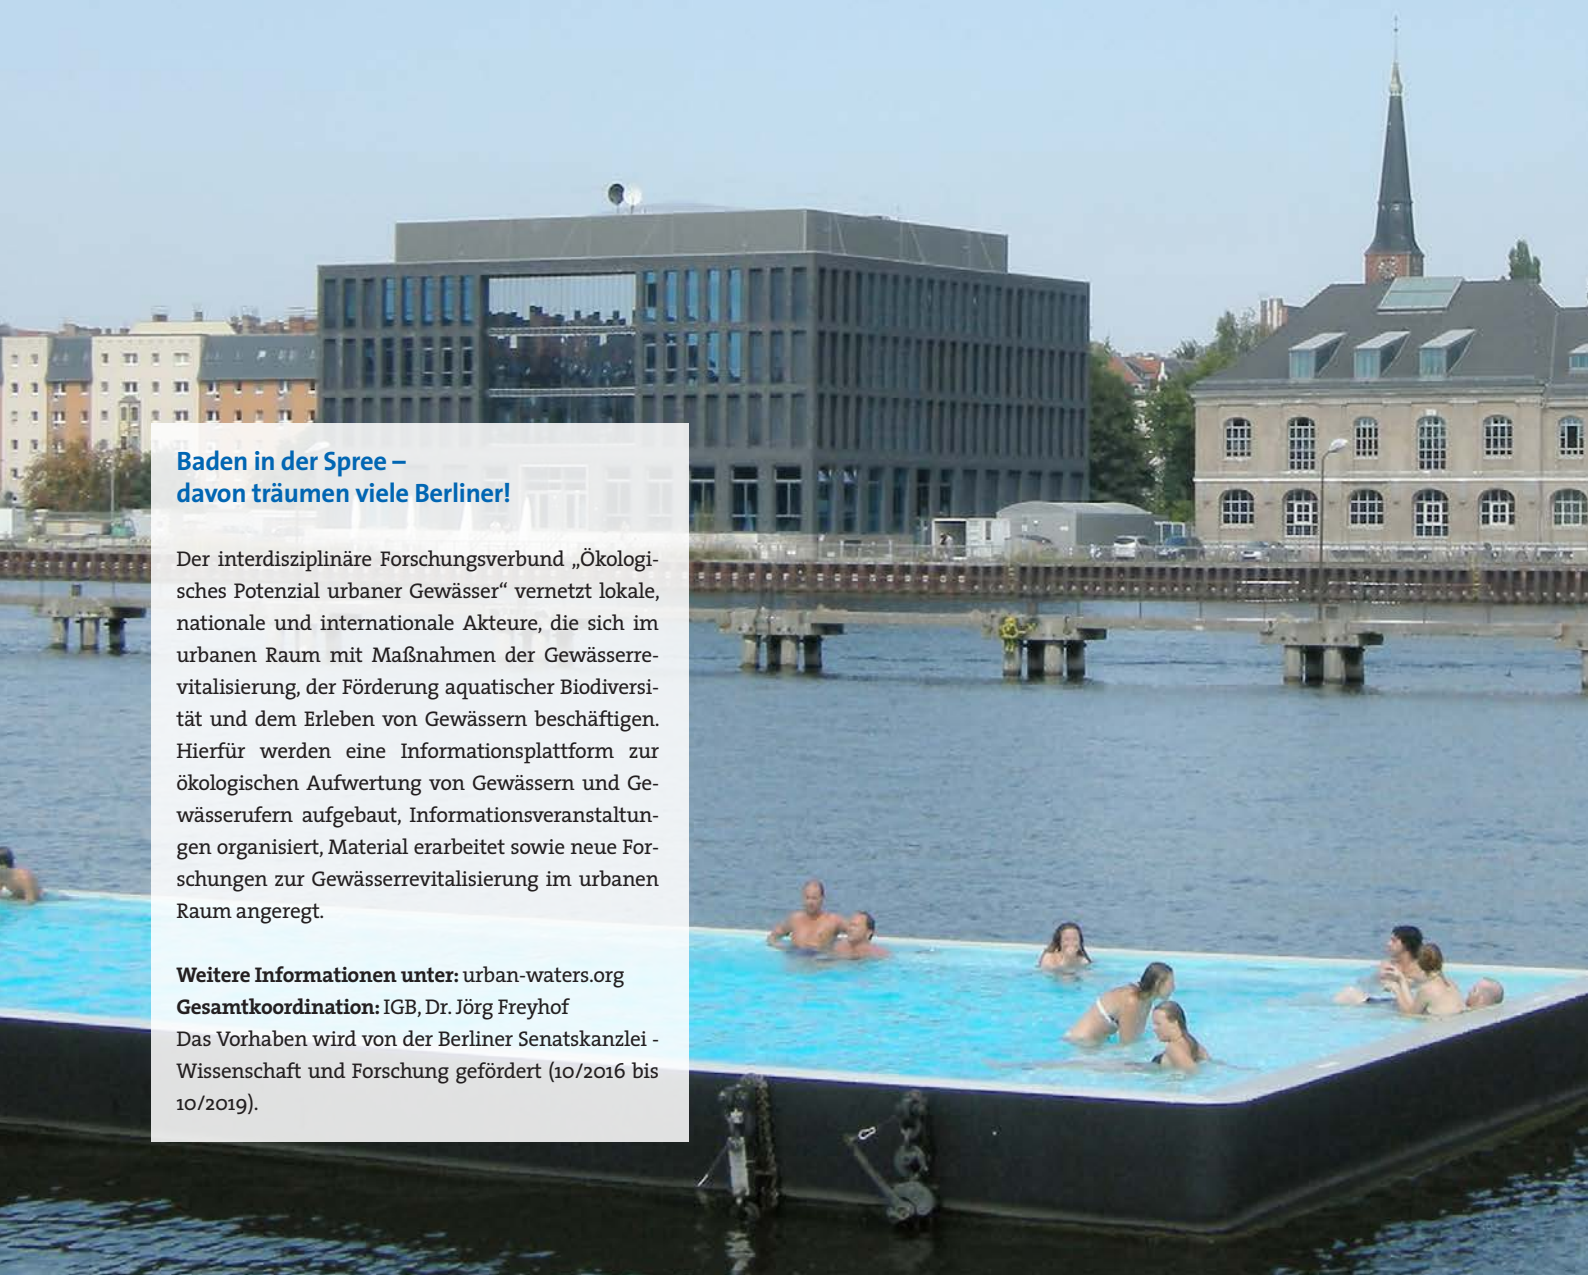 Baden in der Spree –
davon träumen viele Berliner!
Der interdisziplinäre Forschungsverbund „Ökologi-
sches Potenzial urbaner Gewässer“ vernetzt lokale,
nationale und internationale Akteure, die sich im
urbanen Raum mit Maßnahmen der Gewässerre-
vitalisierung, der Förderung aquatischer Biodiversi-
tät und dem Erleben von Gewässern beschäftigen.
Hierfür werden eine Informationsplattform zur
ökologischen Aufwertung von Gewässern und Ge-
wässerufern aufgebaut, Informationsveranstaltun-
gen organisiert, Material erarbeitet sowie neue For-
schungen zur Gewässerrevitalisierung im urbanen
Raum angeregt.
Weitere Informationen unter: urban-waters.org
Gesamtkoordination: IGB, Dr. Jörg Freyhof
Das Vorhaben wird von der Berliner Senatskanzlei -
Wissenschaft und Forschung gefördert (10/2016 bis
10/2019).